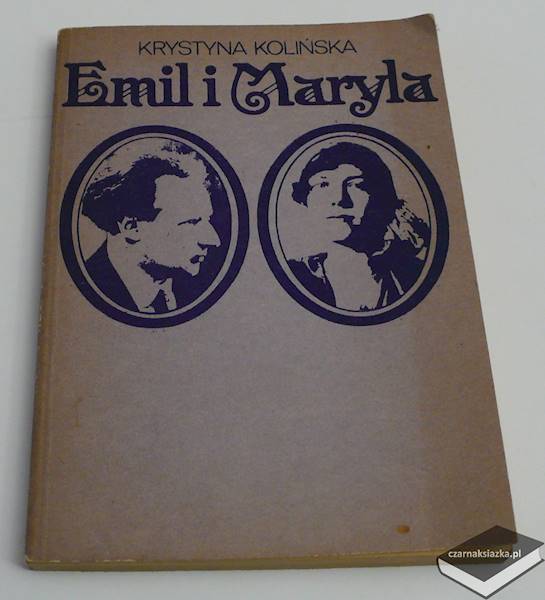 KRYSTYNA KOLIŃSKA
Emil i Maryla
czarnaksiazka.pl